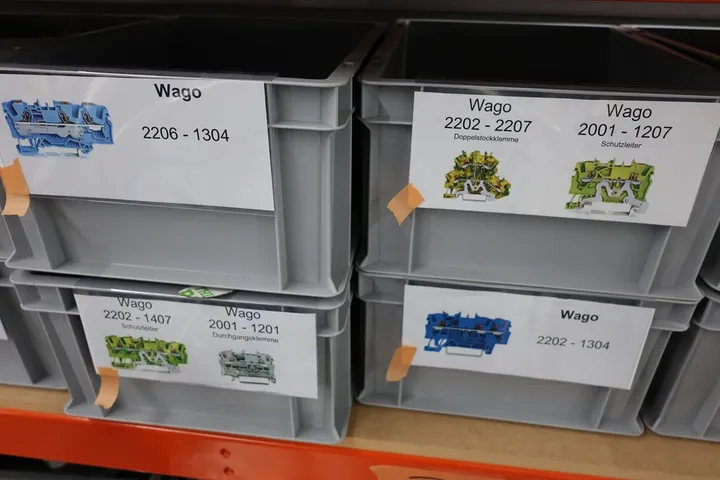 Wago
2206 - 1304
Wago
2202 - 2207
Doppelstockklemme
Wago
2001 - 1207
Schutzleiter
Wago
2202 - 1407
Schutzleiter
Wago
2001 - 1201
Durchgangsklemme
Wago
2202 - 1304